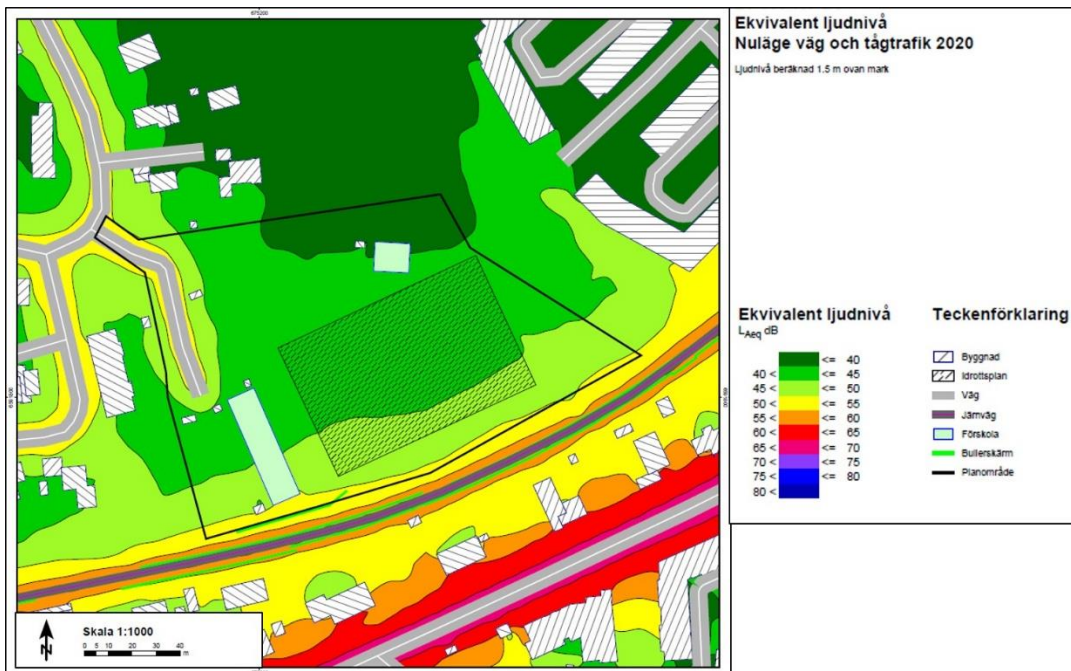 Ekvivalent ljudnivå
Nuläge väg och tågtrafik 2020
Ljudnivå beräknad 1.5 m ovan mark
Ekvivalent ljudnivå
LAeq dB
<= 40
40 < <= 45
45 < <= 50
50 < <= 55
55 < <= 60
60 < <= 65
65 < <= 70
70 < <= 75
75 < <= 80
80 <
Teckenförklaring
Byggnad
Idrottsplan
Väg
Järnväg
Förskola
Bullerskärm
Planområde
N
Skala 1:1000
0 5 10 20 30 40
m